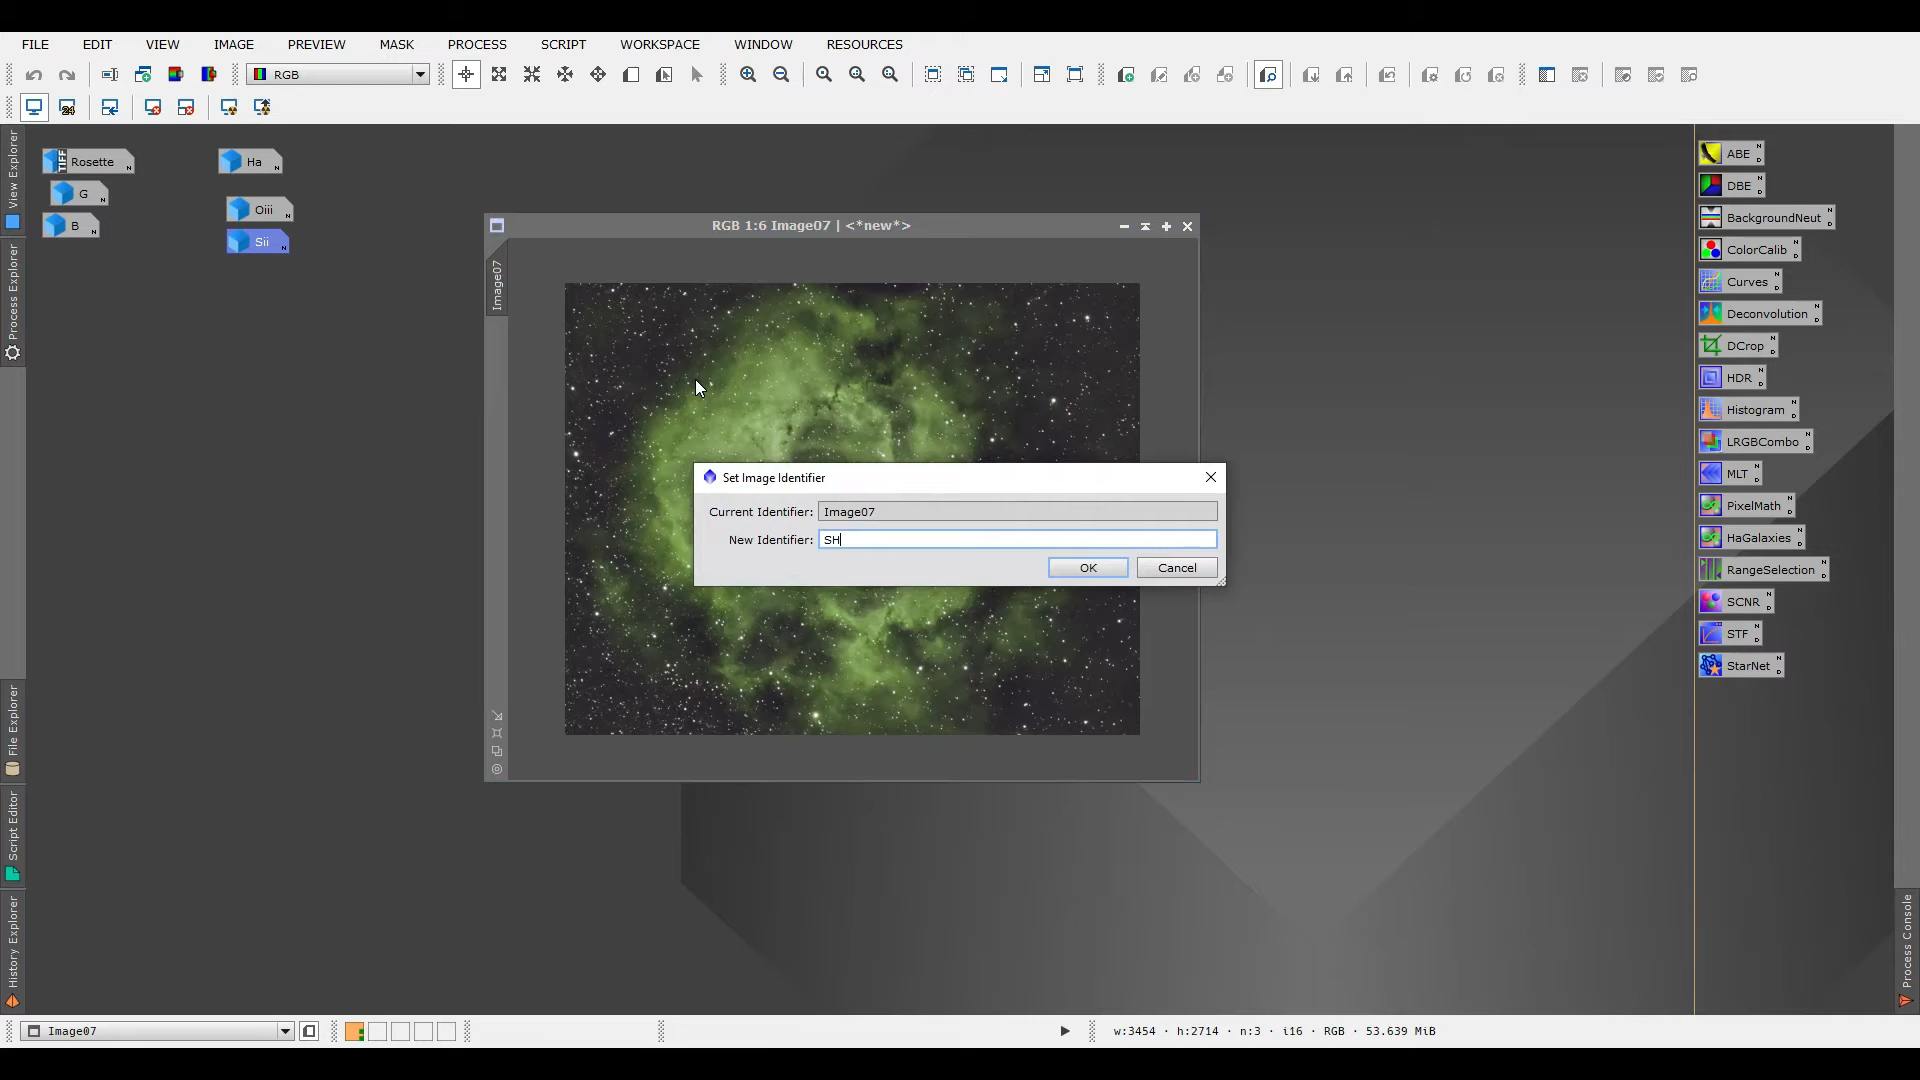 FILE EDIT VIEW IMAGE PREVIEW MASK PROCESS SCRIPT WORKSPACE WINDOW RESOURCES
RGB
24
View Explorer
Process Explorer
File Explorer
Script Editor
History Explorer
TIFF Rosette N
G N
B N
Ha N
Oiii N
Sii N
RGB 1:6 Image07 | <*new*>
Image07
Set Image Identifier
Current Identifier: Image07
New Identifier: SH
OK Cancel
ABE N D
DBE N D
BackgroundNeut N D
ColorCalib N D
Curves N D
Deconvolution N D
DCrop N D
HDR N D
Histogram N D
LRGBCombo N D
MLT N D
PixelMath N D
HaGalaxies N D
RangeSelection N D
SCNR N D
STF N D
StarNet N D
Process Console
Image07
w:3454 · h:2714 · n:3 · i16 · RGB · 53.639 MiB